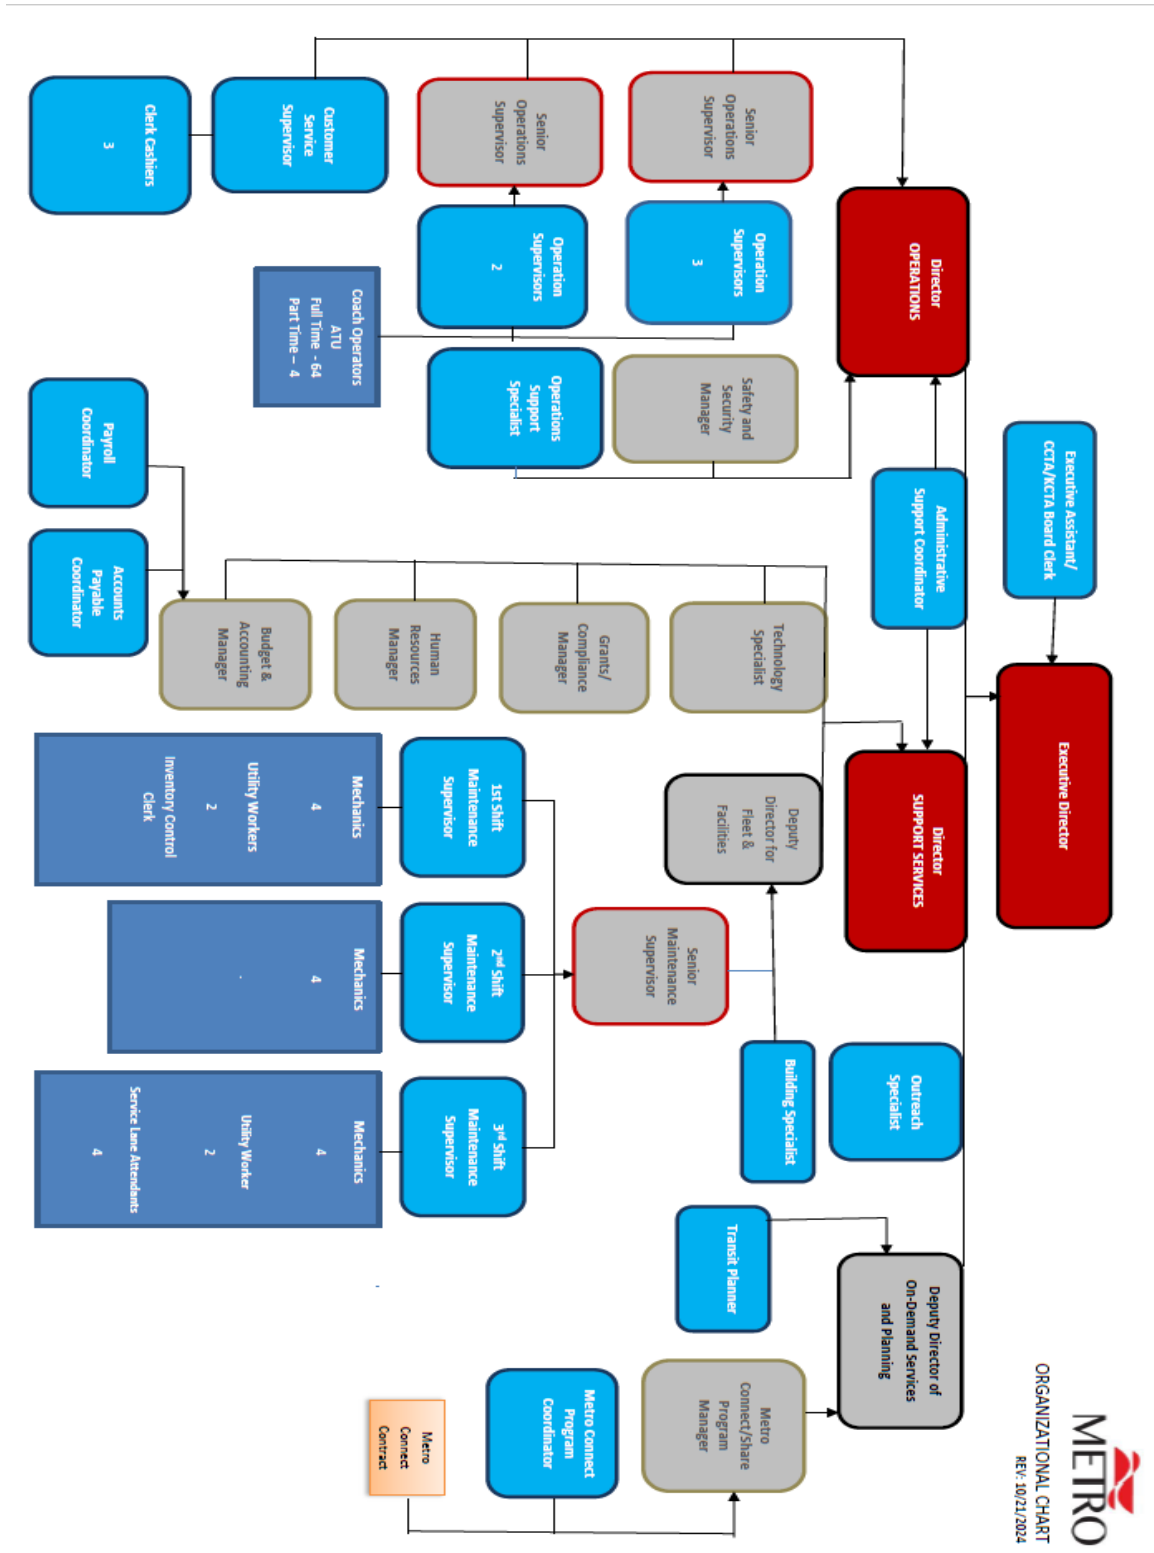 METRO
ORGANIZATIONAL CHART
REV: 10/21/2024
Executive Assistant/
CCTA/KCTA Board Clerk
Executive Director
Administrative
Support Coordinator
Director
OPERATIONS
Director
SUPPORT SERVICES
Outreach
Specialist
Deputy Director of
On-Demand Services
and Planning
Senior
Operations
Supervisor
Operation
Supervisors
3
Safety and
Security
Manager
Senior
Operations
Supervisor
Operation
Supervisors
2
Operations
Support
Specialist
Customer
Service
Supervisor
Clerk Cashiers
3
Coach Operators
ATU
Full Time - 64
Part Time – 4
Technology
Specialist
Grants/
Compliance
Manager
Human
Resources
Manager
Budget &
Accounting
Manager
Payroll
Coordinator
Accounts
Payable
Coordinator
Deputy
Director for
Fleet &
Facilities
Building Specialist
Senior
Maintenance
Supervisor
1st Shift
Maintenance
Supervisor
2nd Shift
Maintenance
Supervisor
3rd Shift
Maintenance
Supervisor
Mechanics
4
Utility Workers
2
Inventory Control
Clerk
Mechanics
4
Mechanics
4
Utility Worker
2
Service Lane Attendants
4
Transit Planner
Metro
Connect/Share
Program
Manager
Metro Connect
Program
Coordinator
Metro
Connect
Contract